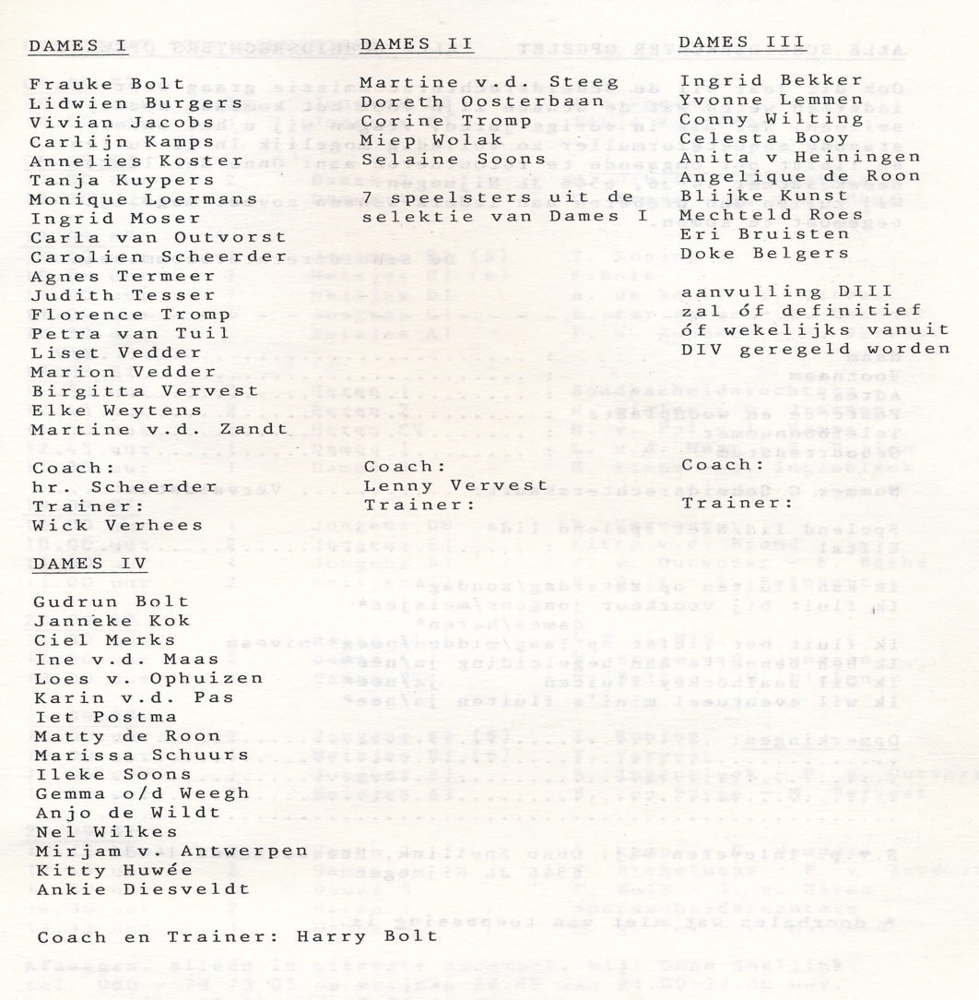 DAMES I
Frauke Bolt
Lidwien Burgers
Vivian Jacobs
Carlijn Kamps
Annelies Koster
Tanja Kuypers
Monique Loermans
Ingrid Moser
Carla van Outvorst
Carolien Scheerder
Agnes Termeer
Judith Tesser
Florence Tromp
Petra van Tuil
Liset Vedder
Marion Vedder
Birgitta Vervest
Elke Weytens
Martine v.d. Zandt
Coach:
hr. Scheerder
Trainer:
Wick Verhees
DAMES II
Martine v.d. Steeg
Doreth Oosterbaan
Corine Tromp
Miep Wolak
Selaine Soons
7 speelsters uit de
selektie van Dames I
Coach:
Lenny Vervest
Trainer:
DAMES III
Ingrid Bekker
Yvonne Lemmen
Conny Wilting
Celesta Booy.
Anita v Heiningen
Angelique de Roon
Blijke Kunst
Mechteld Roes
Eri Bruisten
Doke Belgers
aanvulling DIII
zal óf definitief
óf wekelijks vanuit
DIV geregeld worden
Coach:
Trainer:
DAMES IV
Gudrun Bolt
Janneke Kok
Ciel Merks
Ine v.d. Maas
Loes v. Ophuizen
Karin v.d. Pas
Iet Postma
Matty de Roon
Marissa Schuurs
Ileke Soons
Gemma o/d Weegh
Anjo de Wildt
Nel Wilkes
Mirjam v. Antwerpen
Kitty Huwée
Ankie Diesveldt
Coach en Trainer: Harry Bolt